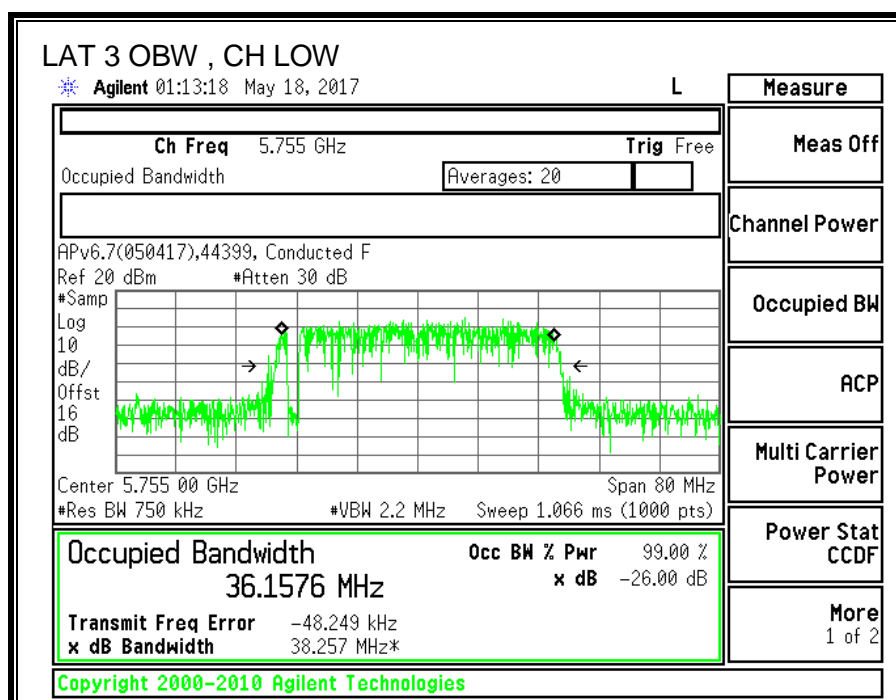 LAT 3 OBW , CH LOW
Agilent 01:13:18 May 18, 2017 L
Measure
Ch Freq 5.755 GHz Trig Free
Meas Off
Occupied Bandwidth Averages: 20
Channel Power
APv6.7(050417),44399, Conducted F
Ref 20 dBm #Atten 30 dB
Occupied BW
#Samp
Log
10
dB/
Offst
16
dB
ACP
Multi Carrier
Power
Center 5.755 00 GHz Span 80 MHz
#Res BW 750 kHz #VBW 2.2 MHz Sweep 1.066 ms (1000 pts)
Power Stat
CCDF
Occupied Bandwidth Occ BW % Pwr 99.00 %
36.1576 MHz x dB -26.00 dB
Transmit Freq Error -48.249 kHz
x dB Bandwidth 38.257 MHz*
More
1 of 2
Copyright 2000-2010 Agilent Technologies